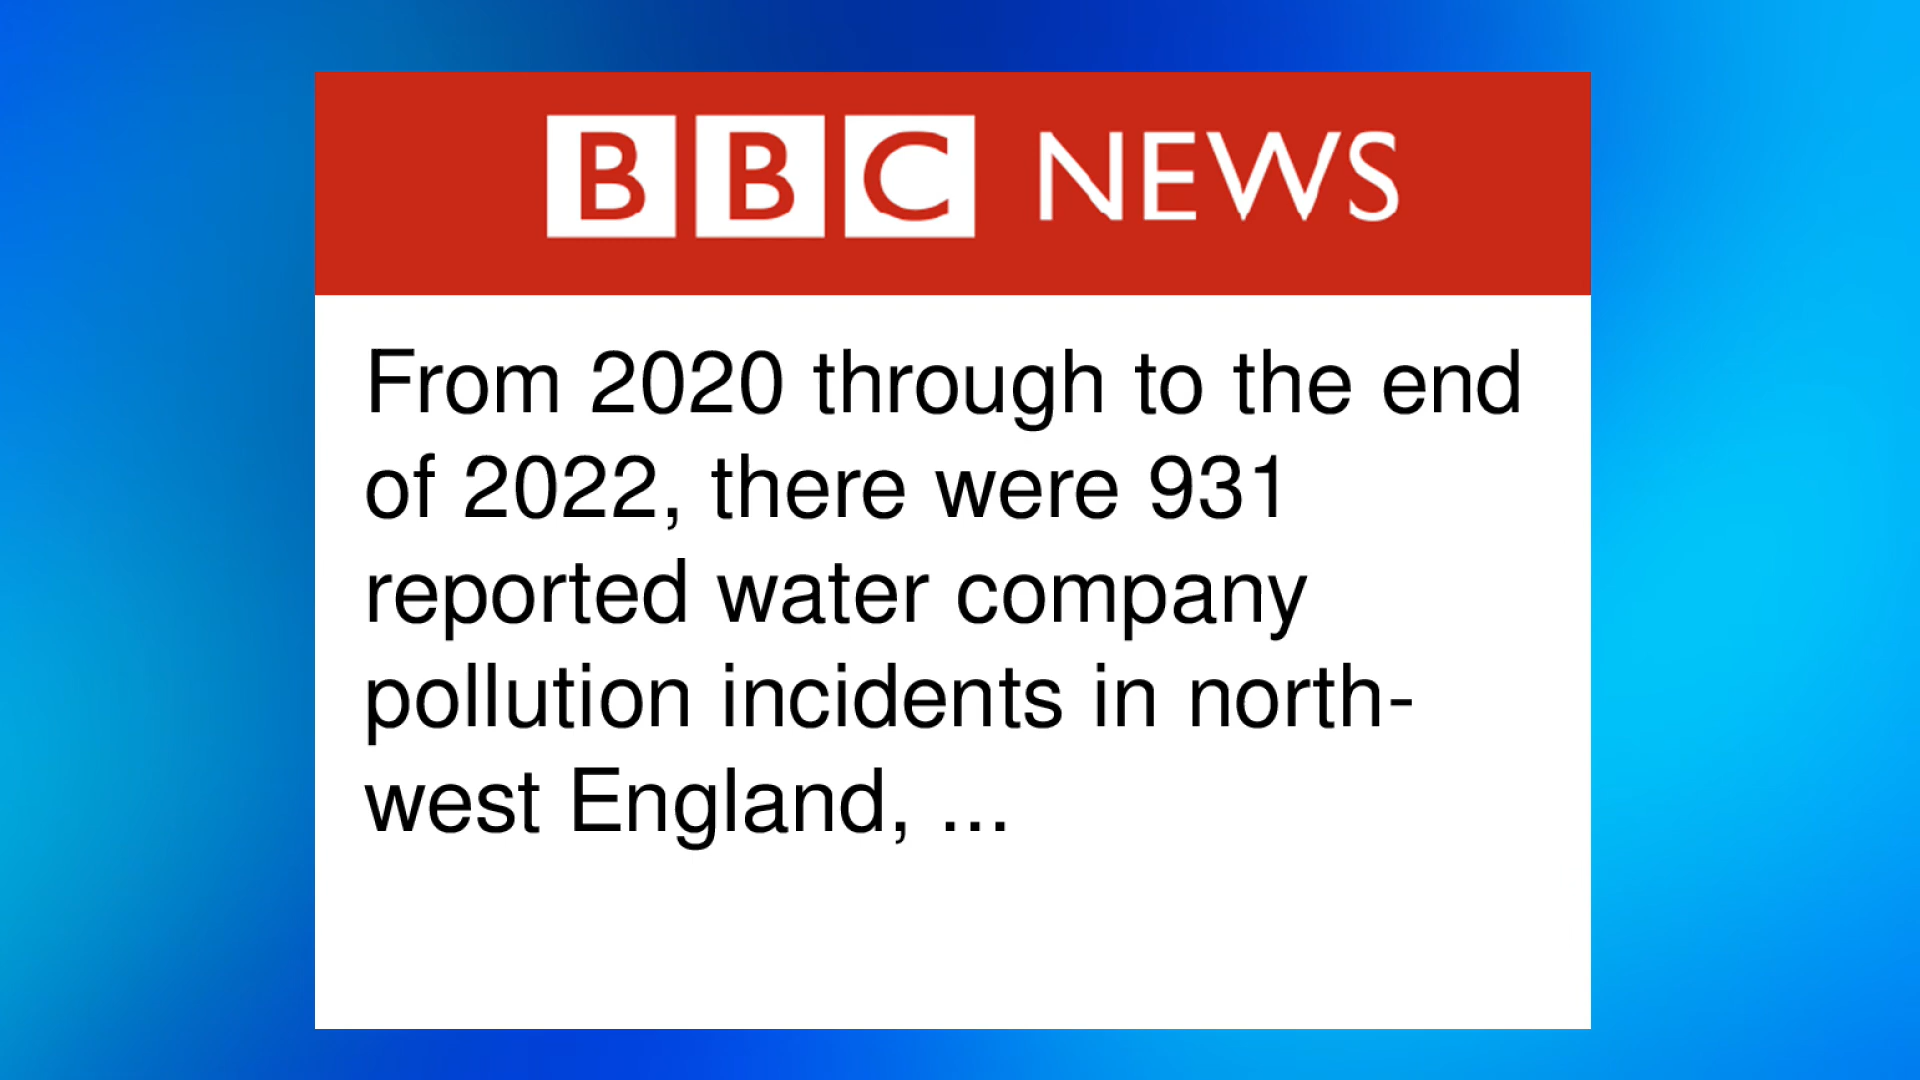 BBC NEWS
From 2020 through to the end
of 2022, there were 931
reported water company
pollution incidents in north-
west England, ...